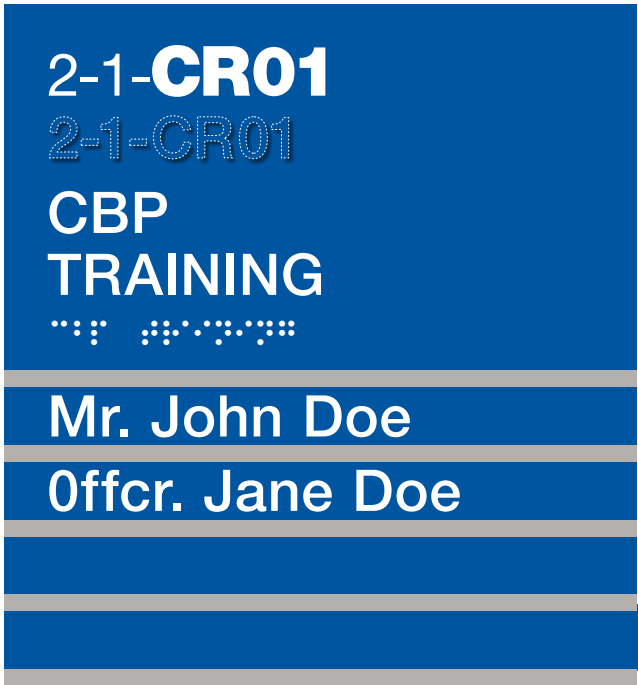 2-1-CR01
2-1-CR01
CBP
TRAINING
⠉⠃⠏ ⠞⠗⠁⠊⠝⠊⠝⠛
Mr. John Doe
0ffcr. Jane Doe